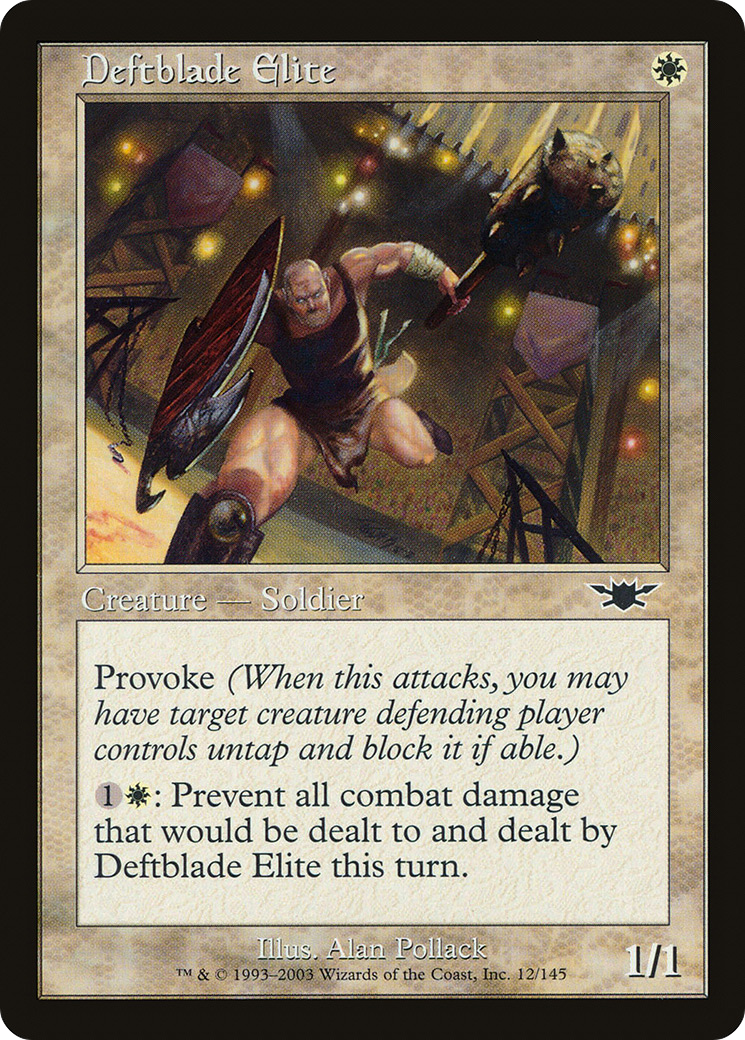 Deftblade Elite
Creature — Soldier
Provoke (When this attacks, you may
have target creature defending player
controls untap and block it if able.)
1: Prevent all combat damage
that would be dealt to and dealt by
Deftblade Elite this turn.
Illus. Alan Pollack
™ & © 1993–2003 Wizards of the Coast, Inc. 12/145
1/1